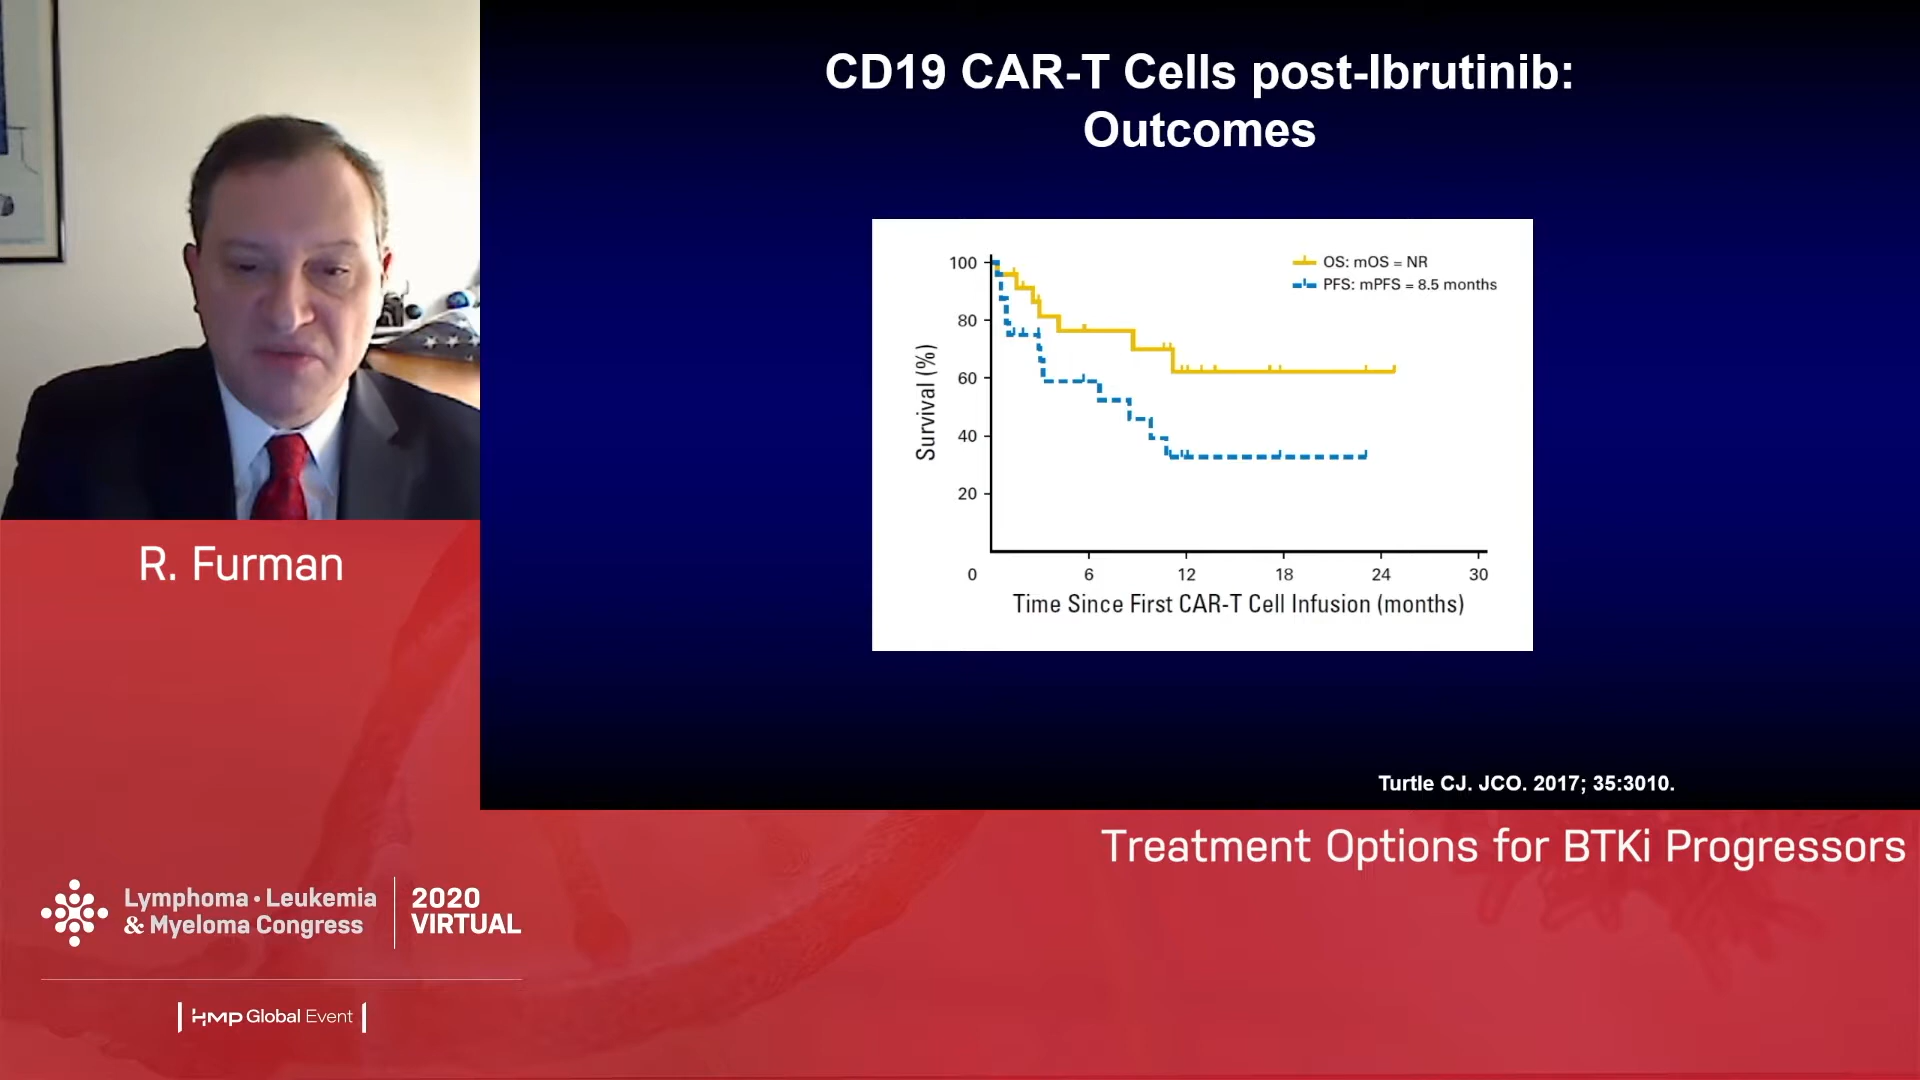 CD19 CAR-T Cells post-Ibrutinib:
Outcomes
100
80
60
40
20
Survival (%)
OS: mOS = NR
PFS: mPFS = 8.5 months
0
6
12
18
24
30
Time Since First CAR-T Cell Infusion (months)
Turtle CJ. JCO. 2017; 35:3010.
R. Furman
Treatment Options for BTKi Progressors
Lymphoma • Leukemia
& Myeloma Congress
2020
VIRTUAL
HMP Global Event